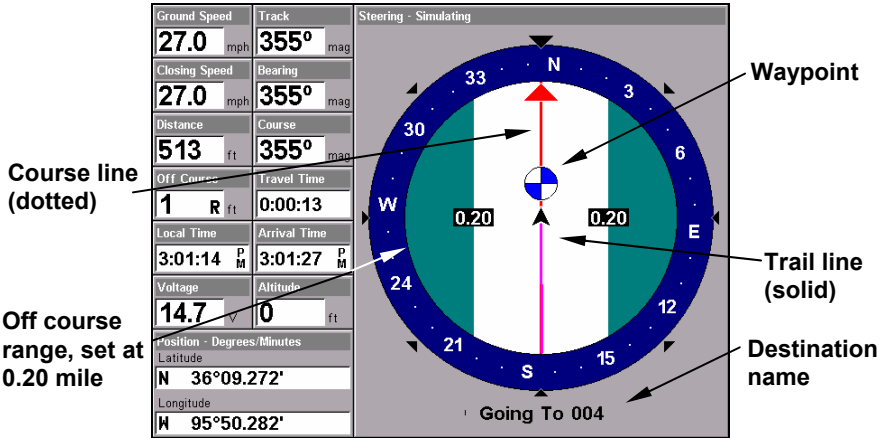 Ground Speed
27.0 mph
Track
355º mag
Closing Speed
27.0 mph
Bearing
355º mag
Distance
513 ft
Course
355º mag
Off Course
1 R ft
Travel Time
0:00:13
Local Time
3:01:14 PM
Arrival Time
3:01:27 PM
Voltage
14.7 V
Altitude
0 ft
Position - Degrees/Minutes
Latitude
N 36°09.272'
Longitude
W 95°50.282'
Steering - Simulating
N
3
6
E
12
15
S
21
24
W
30
33
0.20
0.20
Going To 004
Course line
(dotted)
Off course
range, set at
0.20 mile
Waypoint
Trail line
(solid)
Destination
name